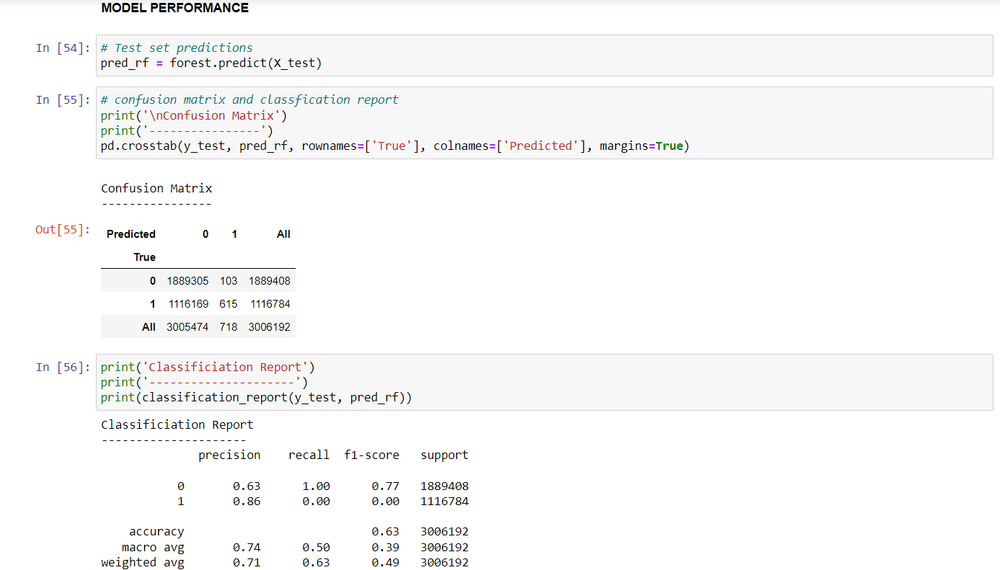 MODEL PERFORMANCE
In [54]: # Test set predictions
pred_rf = forest.predict(X_test)
In [55]: # confusion matrix and classfication report
print('\nConfusion Matrix')
print('----------------')
pd.crosstab(y_test, pred_rf, rownames=['True'], colnames=['Predicted'], margins=True)
Confusion Matrix
----------------
Out[55]:
Predicted 0 1 All
True
0 1889305 103 1889408
1 1116169 615 1116784
All 3005474 718 3006192
In [56]: print('Classificiation Report')
print('---------------------')
print(classification_report(y_test, pred_rf))
Classificiation Report
---------------------
precision recall f1-score support
0 0.63 1.00 0.77 1889408
1 0.86 0.00 0.00 1116784
accuracy 0.63 3006192
macro avg 0.74 0.50 0.39 3006192
weighted avg 0.71 0.63 0.49 3006192